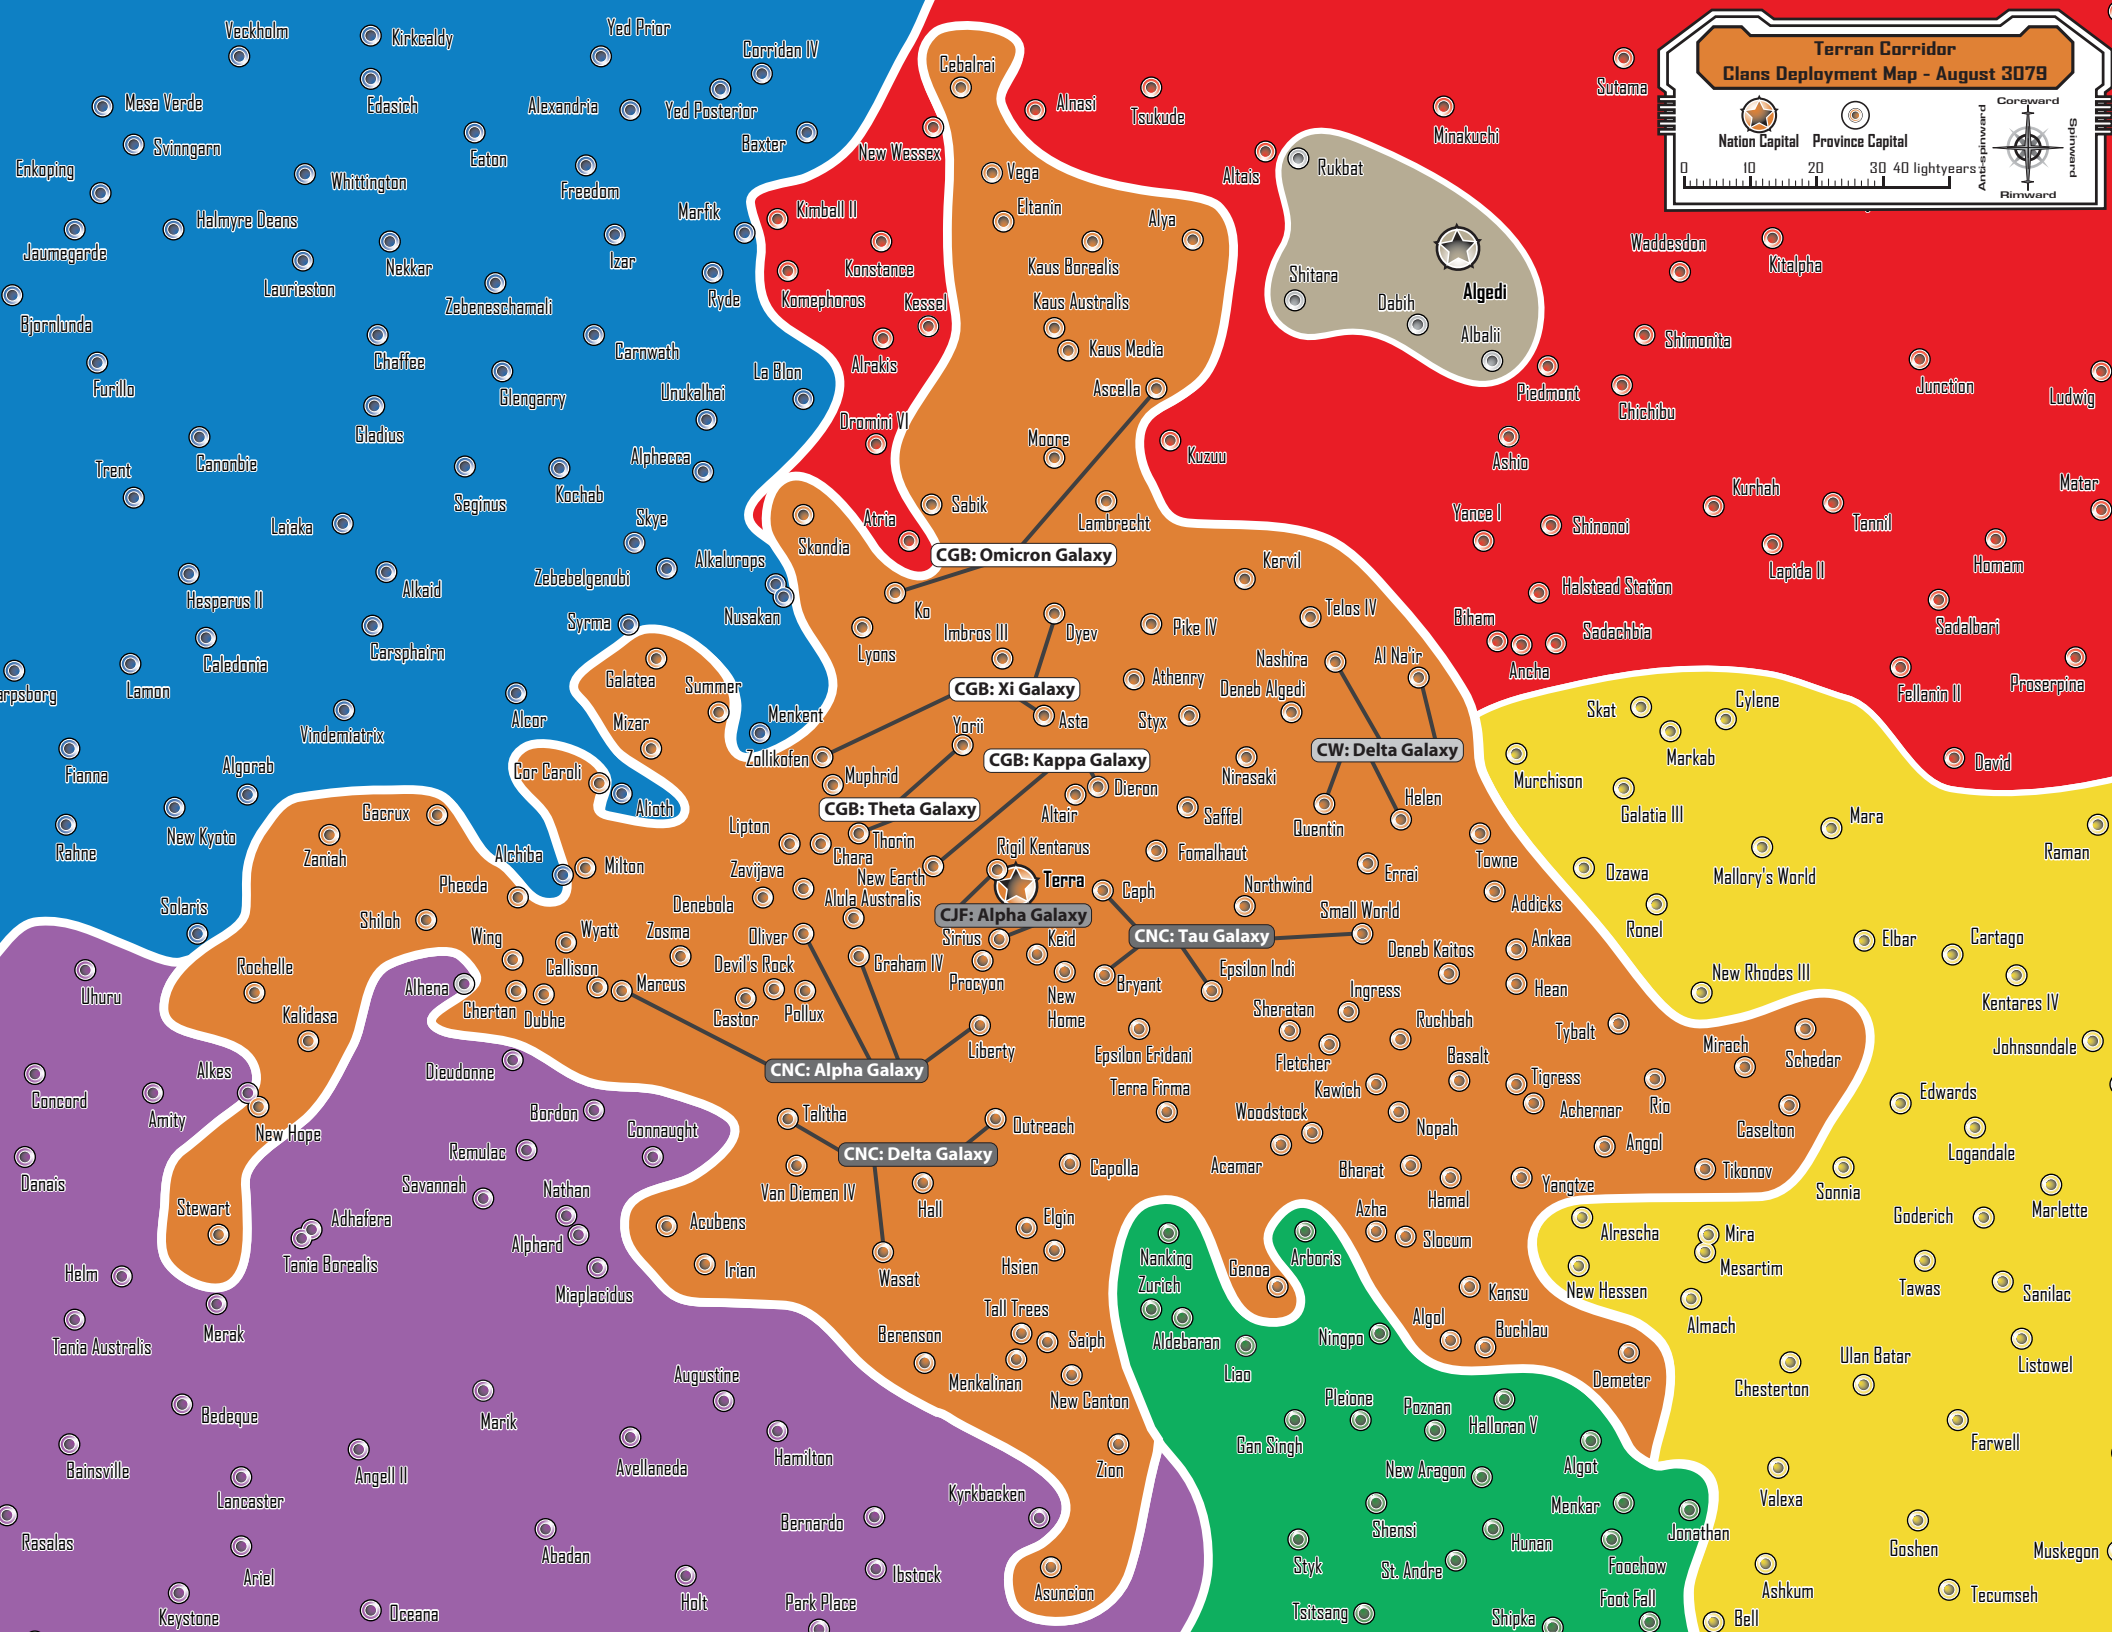 Terran Corridor
Clans Deployment Map - August 3079
Nation Capital
Province Capital
0 10 20 30 40 lightyears
Coreward
Anti-spinward
Spinward
Rimward
Veckholm
Kirkcaldy
Yed Prior
Corridan IV
Cebalrai
Sutama
Mesa Verde
Edasich
Alexandria
Yed Posterior
Alnasi
Tsukude
Minakuchi
Svinngarn
Eaton
Baxter
New Wessex
Enkoping
Whittington
Freedom
Vega
Altais
Rukbat
Halmyre Deans
Marfik
Kimball II
Eltanin
Alya
Jaumegarde
Laurieston
Nekkar
Izar
Konstance
Kaus Borealis
Waddesdon
Kitalpha
Shitara
Algedi
Bjornlunda
Zebeneschamali
Ryde
Komephoros
Kessel
Kaus Australis
Dabih
Albalii
Furillo
Chaffee
Carnwath
Alrakis
Kaus Media
Shimonita
Glengarry
La Blon
Unukalhai
Ascella
Piedmont
Chichibu
Junction
Ludwig
Gladius
Dromini VI
Moore
Kuzuu
Ashio
Trent
Canonbie
Alphecca
Seginus
Kochab
Sabik
Lambrecht
Yance I
Kurhah
Tannil
Matar
Laiaka
Skye
Atria
Skondia
Shinonoi
CGB: Omicron Galaxy
Zebebelgenubi
Alkalurops
Kervil
Lapida II
Homam
Hesperus II
Alkaid
Nusakan
Ko
Halstead Station
Syrma
Imbros III
Dyev
Pike IV
Telos IV
Biham
Sadachbia
Sadalbari
Caledonia
Carsphairn
Lyons
Nashira
Al Na'ir
Ancha
arpsborg
Lamon
Galatea
Summer
Athenry
Deneb Algedi
Fellanin II
Proserpina
CGB: Xi Galaxy
Alcor
Vindemiatrix
Mizar
Menkent
Yorii
Asta
Styx
Skat
Cylene
Markab
Fianna
Algorab
Cor Caroli
Zollikofen
CGB: Kappa Galaxy
CW: Delta Galaxy
David
Muphrid
Nirasaki
Murchison
New Kyoto
Alioth
CGB: Theta Galaxy
Dieron
Altair
Saffel
Quentin
Helen
Galatia III
Mara
Rahne
Gacrux
Zaniah
Alchiba
Milton
Lipton
Chara
Thorin
Rigil Kentarus
Fomalhaut
Errai
Towne
Raman
Phecda
Zavijava
New Earth
Terra
Caph
Northwind
Ozawa
Mallory's World
Solaris
Shiloh
Denebola
Alula Australis
CJF: Alpha Galaxy
Small World
Addicks
Ronel
Wing
Wyatt
Zosma
Oliver
Sirius
Keid
CNC: Tau Galaxy
Ankaa
Elbar
Cartago
Rochelle
Callison
Marcus
Devil's Rock
Graham IV
Procyon
Bryant
Epsilon Indi
Deneb Kaitos
New Rhodes III
Uhuru
Alhena
Chertan
Dubhe
Castor
Pollux
New
Home
Sheratan
Ingress
Hean
Kentares IV
Kalidasa
Liberty
Epsilon Eridani
Fletcher
Ruchbah
Tybalt
Mirach
Schedar
Johnsondale
Alkes
Dieudonne
CNC: Alpha Galaxy
Terra Firma
Kawich
Basalt
Tigress
Edwards
Concord
Amity
Bordon
Talitha
Outreach
Woodstock
Nopah
Achernar
Rio
Caselton
New Hope
Connaught
CNC: Delta Galaxy
Angol
Logandale
Danais
Remulac
Capolla
Acamar
Bharat
Tikonov
Savannah
Nathan
Van Diemen IV
Hall
Hamal
Yangtze
Sonnia
Marlette
Stewart
Adhafera
Alphard
Acubens
Elgin
Azha
Slocum
Alrescha
Mira
Goderich
Tania Borealis
Helm
Irian
Wasat
Hsien
Nanking
Genoa
Arboris
Mesartim
Miaplacidus
Zurich
New Hessen
Tawas
Sanilac
Merak
Tania Australis
Berenson
Tall Trees
Saiph
Aldebaran
Ningpo
Algol
Kansu
Buchlau
Almach
Augustine
Menkalinan
New Canton
Liao
Demeter
Ulan Batar
Listowel
Chesterton
Bedeque
Marik
Pleione
Poznan
Halloran V
Gan Singh
Farwell
Bainsville
Angell II
Avellaneda
Hamilton
Zion
New Aragon
Algot
Lancaster
Kyrkbacken
Menkar
Valexa
Rasalas
Abadan
Bernardo
Shensi
Hunan
Jonathan
Goshen
Muskegon
Ariel
Holt
Ibstock
Asuncion
Styk
St. Andre
Foochow
Ashkum
Tecumseh
Keystone
Oceana
Park Place
Tsitsang
Shipka
Foot Fall
Bell